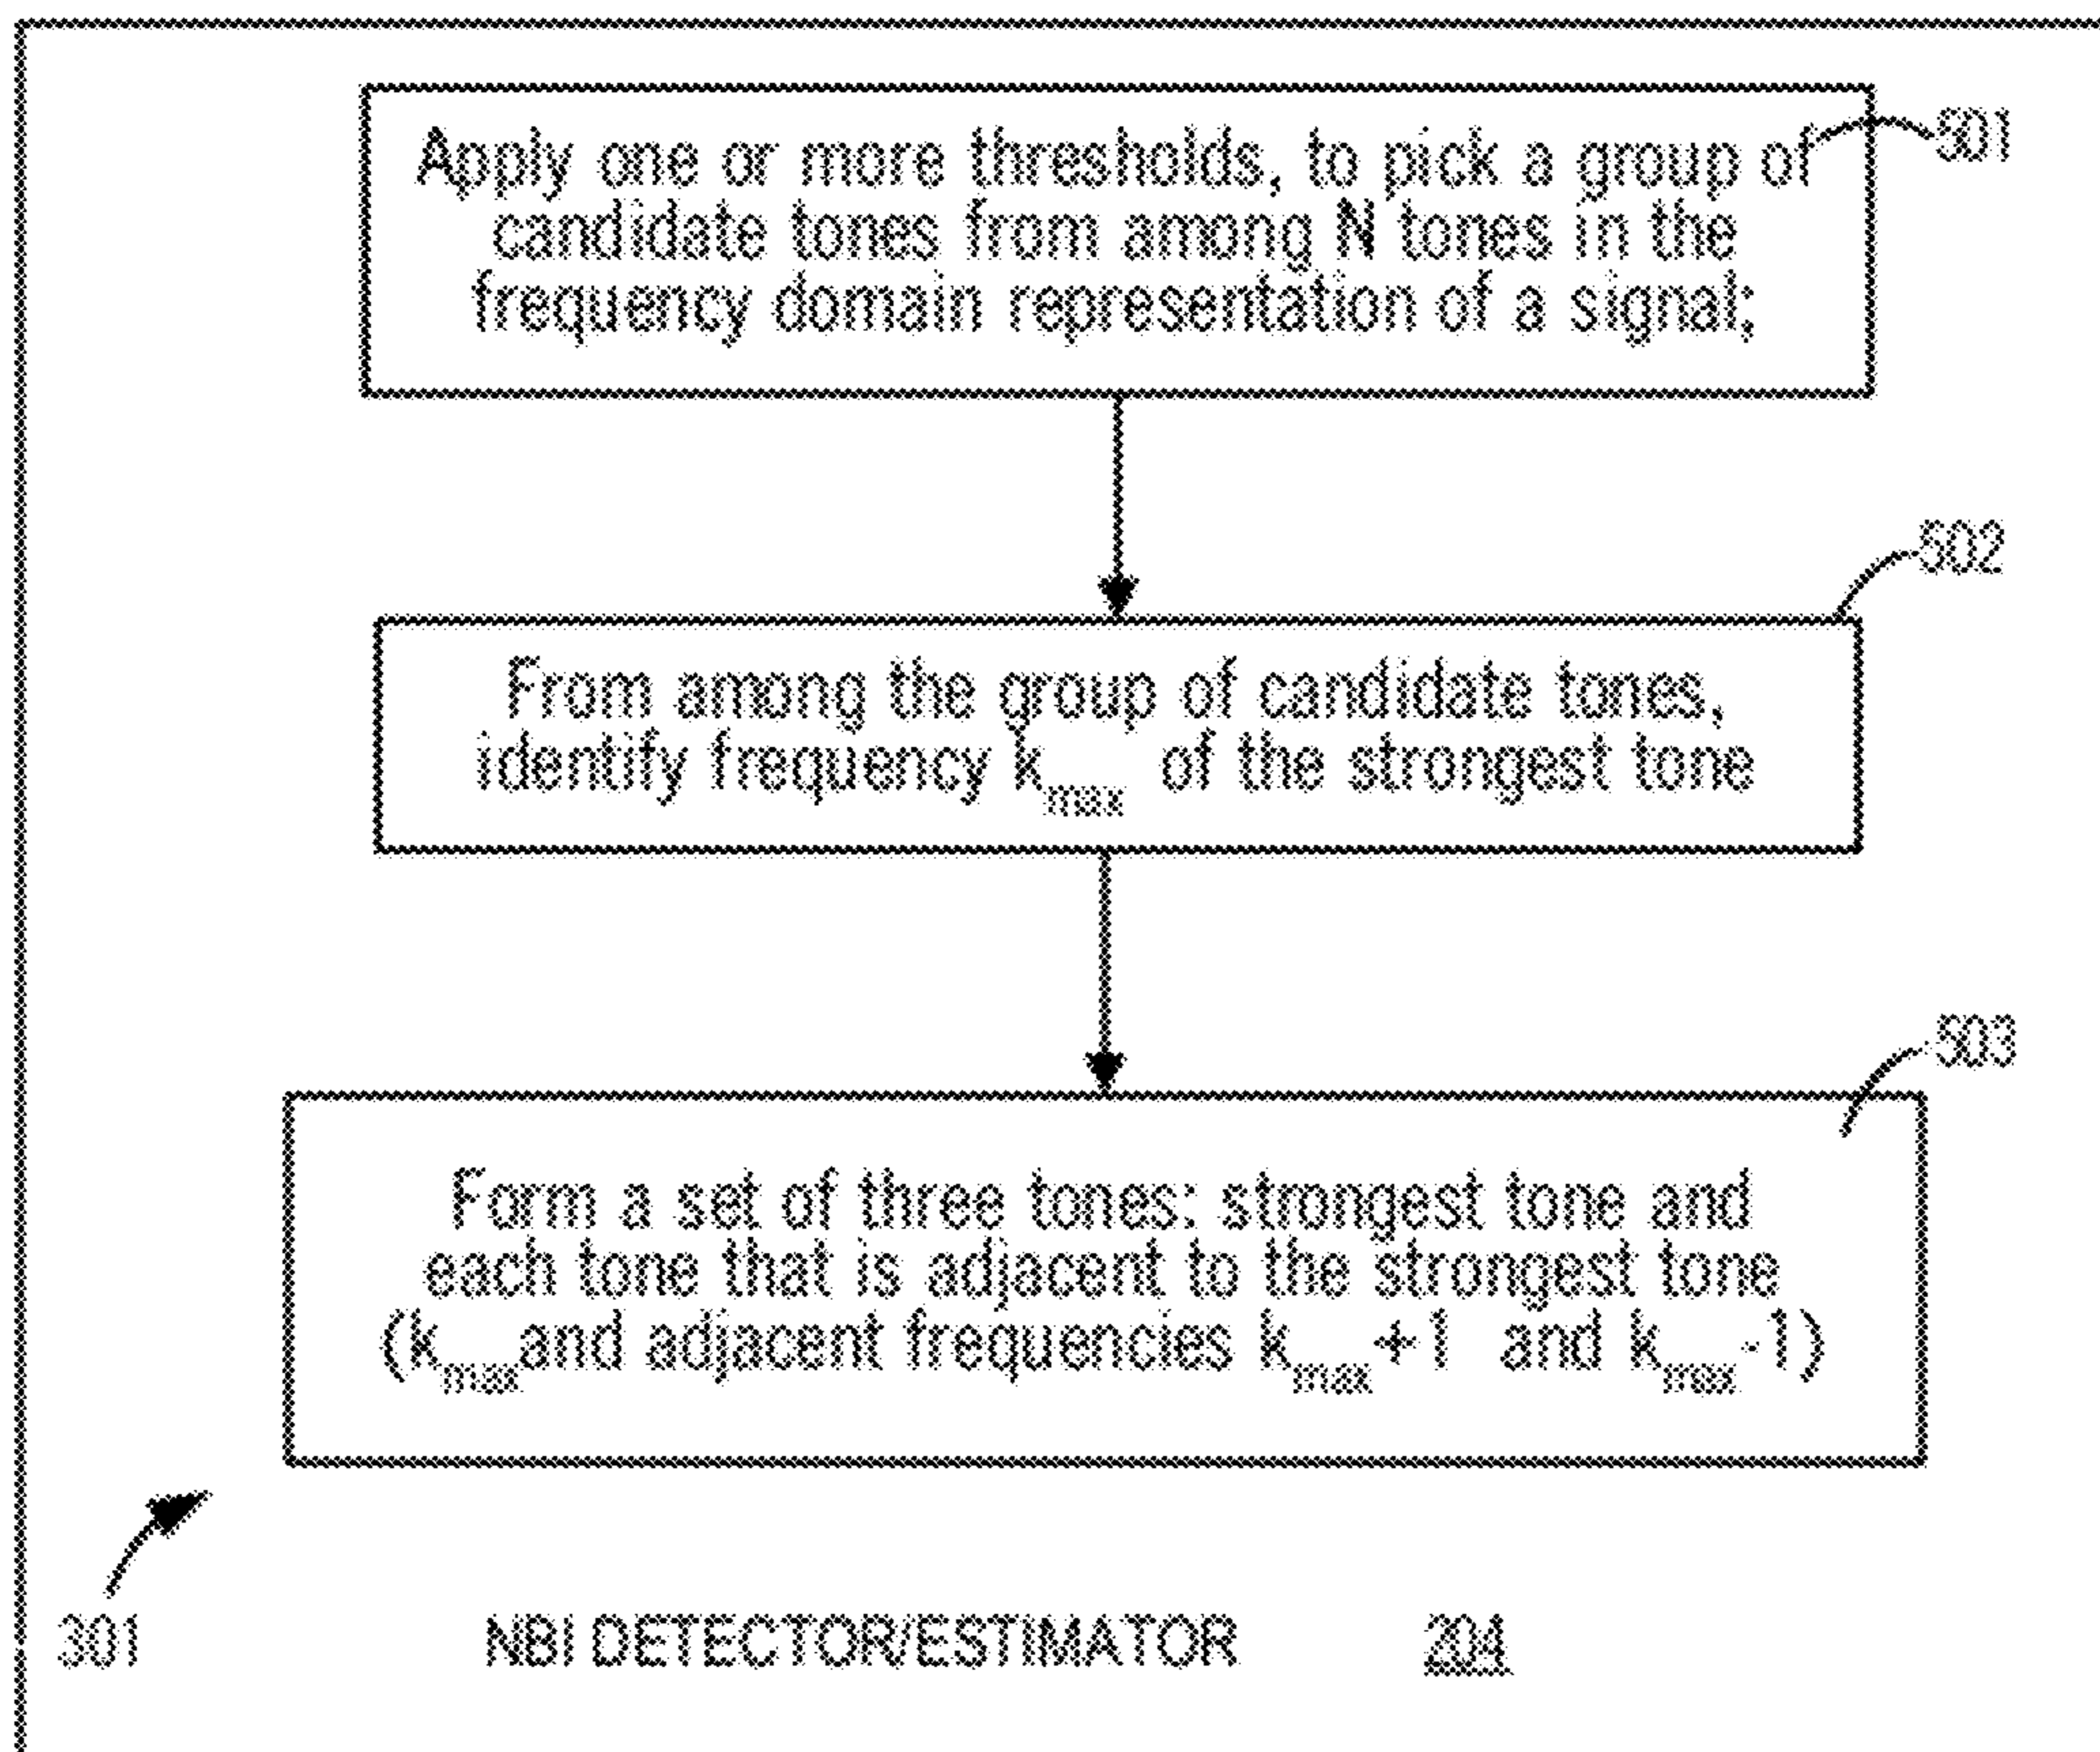 Apply one or more thresholds, to pick a group of
501
candidate tones from among N tones in the
frequency domain representation of a signal;
502
From among the group of candidate tones,
identify frequency kmax of the strongest tone
503
Form a set of three tones: strongest tone and
each tone that is adjacent to the strongest tone
(kmax and adjacent frequencies kmax+1 and kmax-1)
301
NBI DETECTOR/ESTIMATOR 204